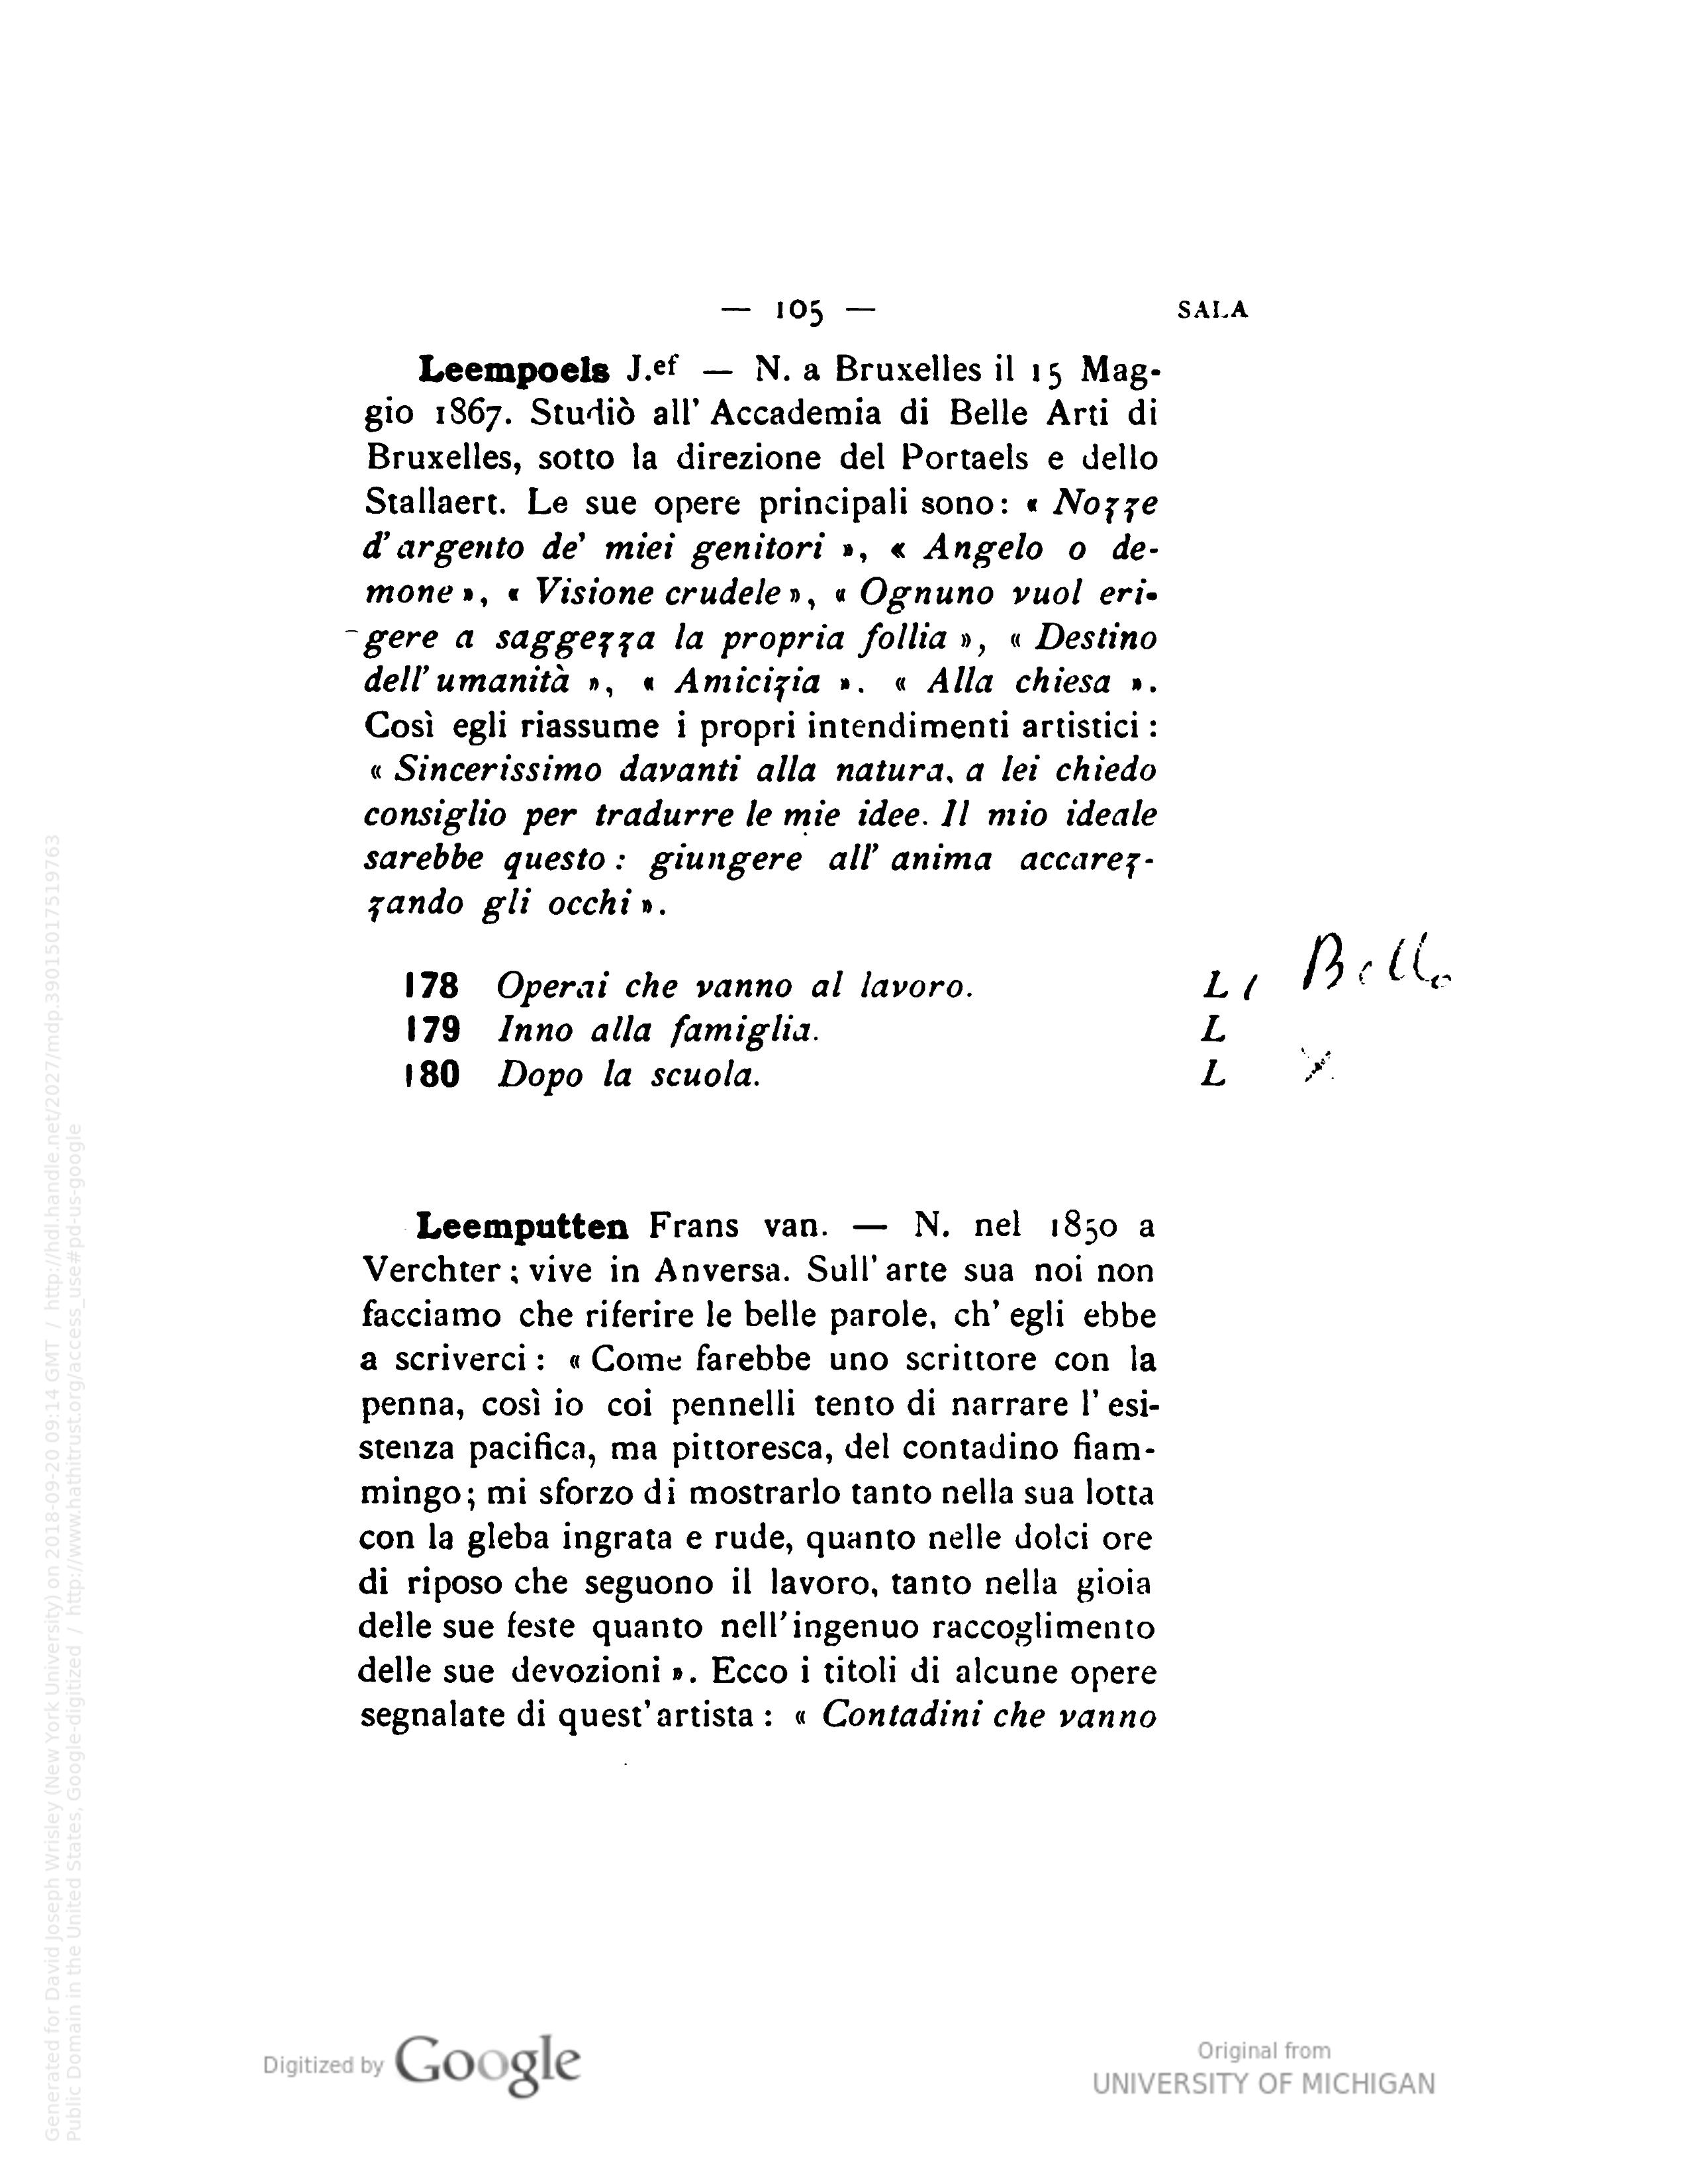 — 105 —
SALA
Leempoels J.ef — N. a Bruxelles il 15 Mag-
gio 1867. Studiò all' Accademia di Belle Arti di
Bruxelles, sotto la direzione del Portaels e dello
Stallaert. Le sue opere principali sono: « Nozze
d' argento de' miei genitori », « Angelo o de-
mone », « Visione crudele », « Ognuno vuol eri-
gere a saggezza la propria follia », « Destino
dell' umanità », « Amicizia ». « Alla chiesa ».
Così egli riassume i propri intendimenti artistici :
« Sincerissimo davanti alla natura, a lei chiedo
consiglio per tradurre le mie idee. Il mio ideale
sarebbe questo : giungere all' anima accarez-
zando gli occhi ».
178 Operai che vanno al lavoro. L / Bello
179 Inno alla famiglia. L
180 Dopo la scuola. L x
Leemputten Frans van. — N. nel 1850 a
Verchter ; vive in Anversa. Sull' arte sua noi non
facciamo che riferire le belle parole, ch' egli ebbe
a scriverci : « Come farebbe uno scrittore con la
penna, così io coi pennelli tento di narrare l' esi-
stenza pacifica, ma pittoresca, del contadino fiam-
mingo; mi sforzo di mostrarlo tanto nella sua lotta
con la gleba ingrata e rude, quanto nelle dolci ore
di riposo che seguono il lavoro, tanto nella gioia
delle sue feste quanto nell'ingenuo raccoglimento
delle sue devozioni ». Ecco i titoli di alcune opere
segnalate di quest'artista : « Contadini che vanno
Digitized by Google
Original from
UNIVERSITY OF MICHIGAN
Generated for David Joseph Wrisley (New York University) on 2018-09-20 09:14 GMT / http://hdl.handle.net/2027/mdp.39015017519763
Public Domain in the United States, Google-digitized / http://www.hathitrust.org/access_use#pd-us-google